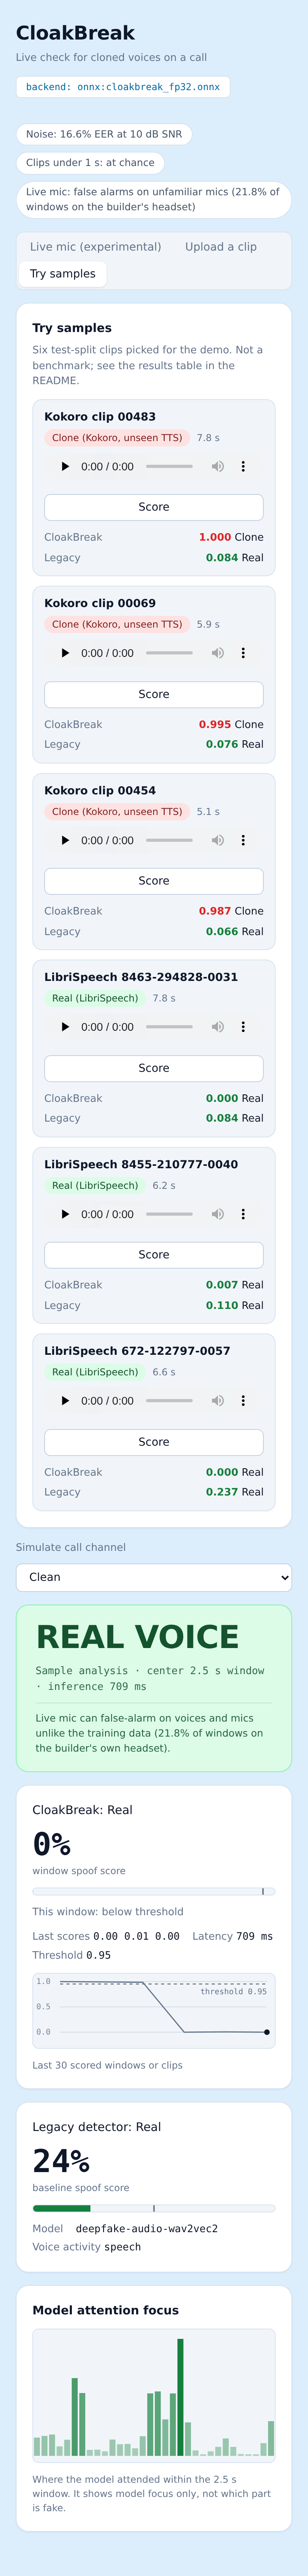 CloakBreak
Live check for cloned voices on a call
backend: onnx:cloakbreak_fp32.onnx
Noise: 16.6% EER at 10 dB SNR
Clips under 1 s: at chance
Live mic: false alarms on unfamiliar mics (21.8% of
windows on the builder's headset)
Live mic (experimental) Upload a clip
Try samples
Try samples
Six test-split clips picked for the demo. Not a
benchmark; see the results table in the
README.
Kokoro clip 00483
Clone (Kokoro, unseen TTS) 7.8 s
0:00 / 0:00
Score
CloakBreak 1.000 Clone
Legacy 0.084 Real
Kokoro clip 00069
Clone (Kokoro, unseen TTS) 5.9 s
0:00 / 0:00
Score
CloakBreak 0.995 Clone
Legacy 0.076 Real
Kokoro clip 00454
Clone (Kokoro, unseen TTS) 5.1 s
0:00 / 0:00
Score
CloakBreak 0.987 Clone
Legacy 0.066 Real
LibriSpeech 8463-294828-0031
Real (LibriSpeech) 7.8 s
0:00 / 0:00
Score
CloakBreak 0.000 Real
Legacy 0.084 Real
LibriSpeech 8455-210777-0040
Real (LibriSpeech) 6.2 s
0:00 / 0:00
Score
CloakBreak 0.007 Real
Legacy 0.110 Real
LibriSpeech 672-122797-0057
Real (LibriSpeech) 6.6 s
0:00 / 0:00
Score
CloakBreak 0.000 Real
Legacy 0.237 Real
Simulate call channel
Clean
REAL VOICE
Sample analysis · center 2.5 s window
· inference 709 ms
Live mic can false-alarm on voices and mics
unlike the training data (21.8% of windows on
the builder's own headset).
CloakBreak: Real
0%
window spoof score
This window: below threshold
Last scores 0.00 0.01 0.00 Latency 709 ms
Threshold 0.95
1.0
threshold 0.95
0.5
0.0
Last 30 scored windows or clips
Legacy detector: Real
24%
baseline spoof score
Model deepfake-audio-wav2vec2
Voice activity speech
Model attention focus
Where the model attended within the 2.5 s
window. It shows model focus only, not which part
is fake.